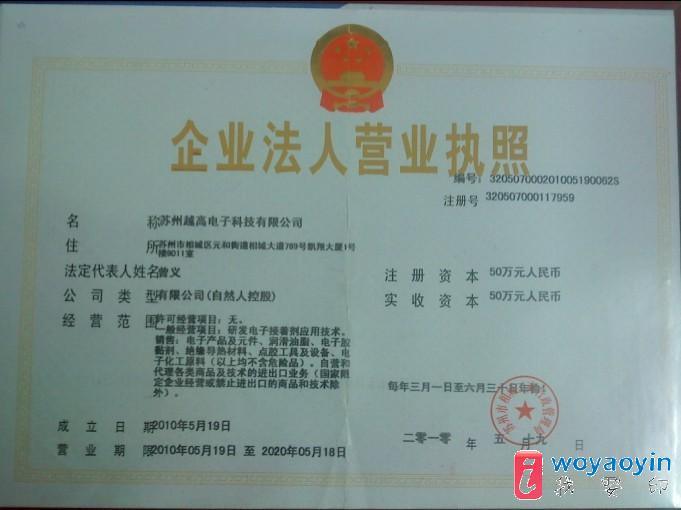 企业法人营业执照
编号: 320507000201005190062S
注册号 320507000117959
名 称 苏州越高电子科技有限公司
住 所 苏州市相城区元和街道相城大道789号凯翔大厦1号
楼9011室
法定代表人姓名 曾义
注册资本 50万元人民币
公司类型 有限公司(自然人控股)
实收资本 50万元人民币
经营范围 许可经营项目: 无。
一般经营项目: 研发电子接着剂应用技术。
销售: 电子产品及元件、润滑油脂、电子胶
黏剂、绝缘导热材料、点胶工具及设备、电
子化工原料（以上均不含危险品）。自营和
代理各类商品及技术的进出口业务（国家限
定企业经营或禁止进出口的商品和技术除
外）。
每年三月一日至六月三十日年检
成立日期 2010年5月19日
营业期限 2010年05月19日 至 2020年05月18日
二零一零 年 五 月 十九 日
woyaoyin
我要印